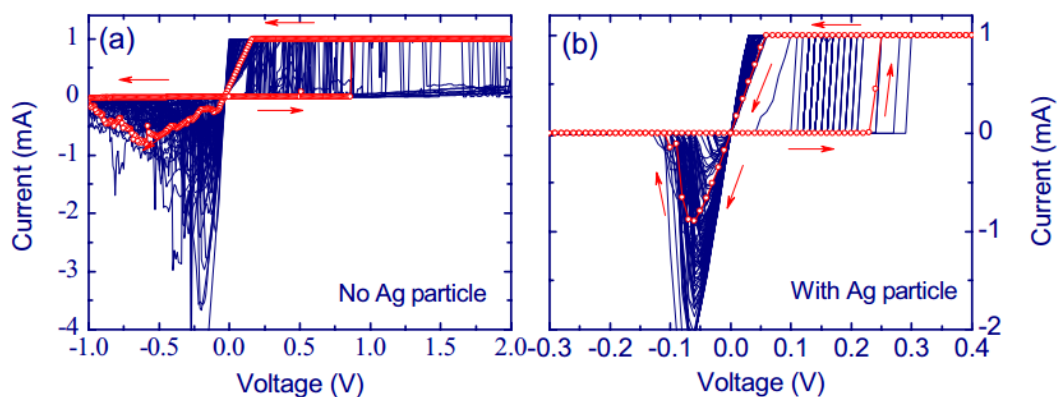 (a)
1
0
-1
-2
-3
-4
Current (mA)
No Ag particle
-1.0 -0.5 0.0 0.5 1.0 1.5 2.0
Voltage (V)
(b)
1
0
-1
-2
Current (mA)
With Ag particle
-0.3 -0.2 -0.1 0.0 0.1 0.2 0.3 0.4
Voltage (V)